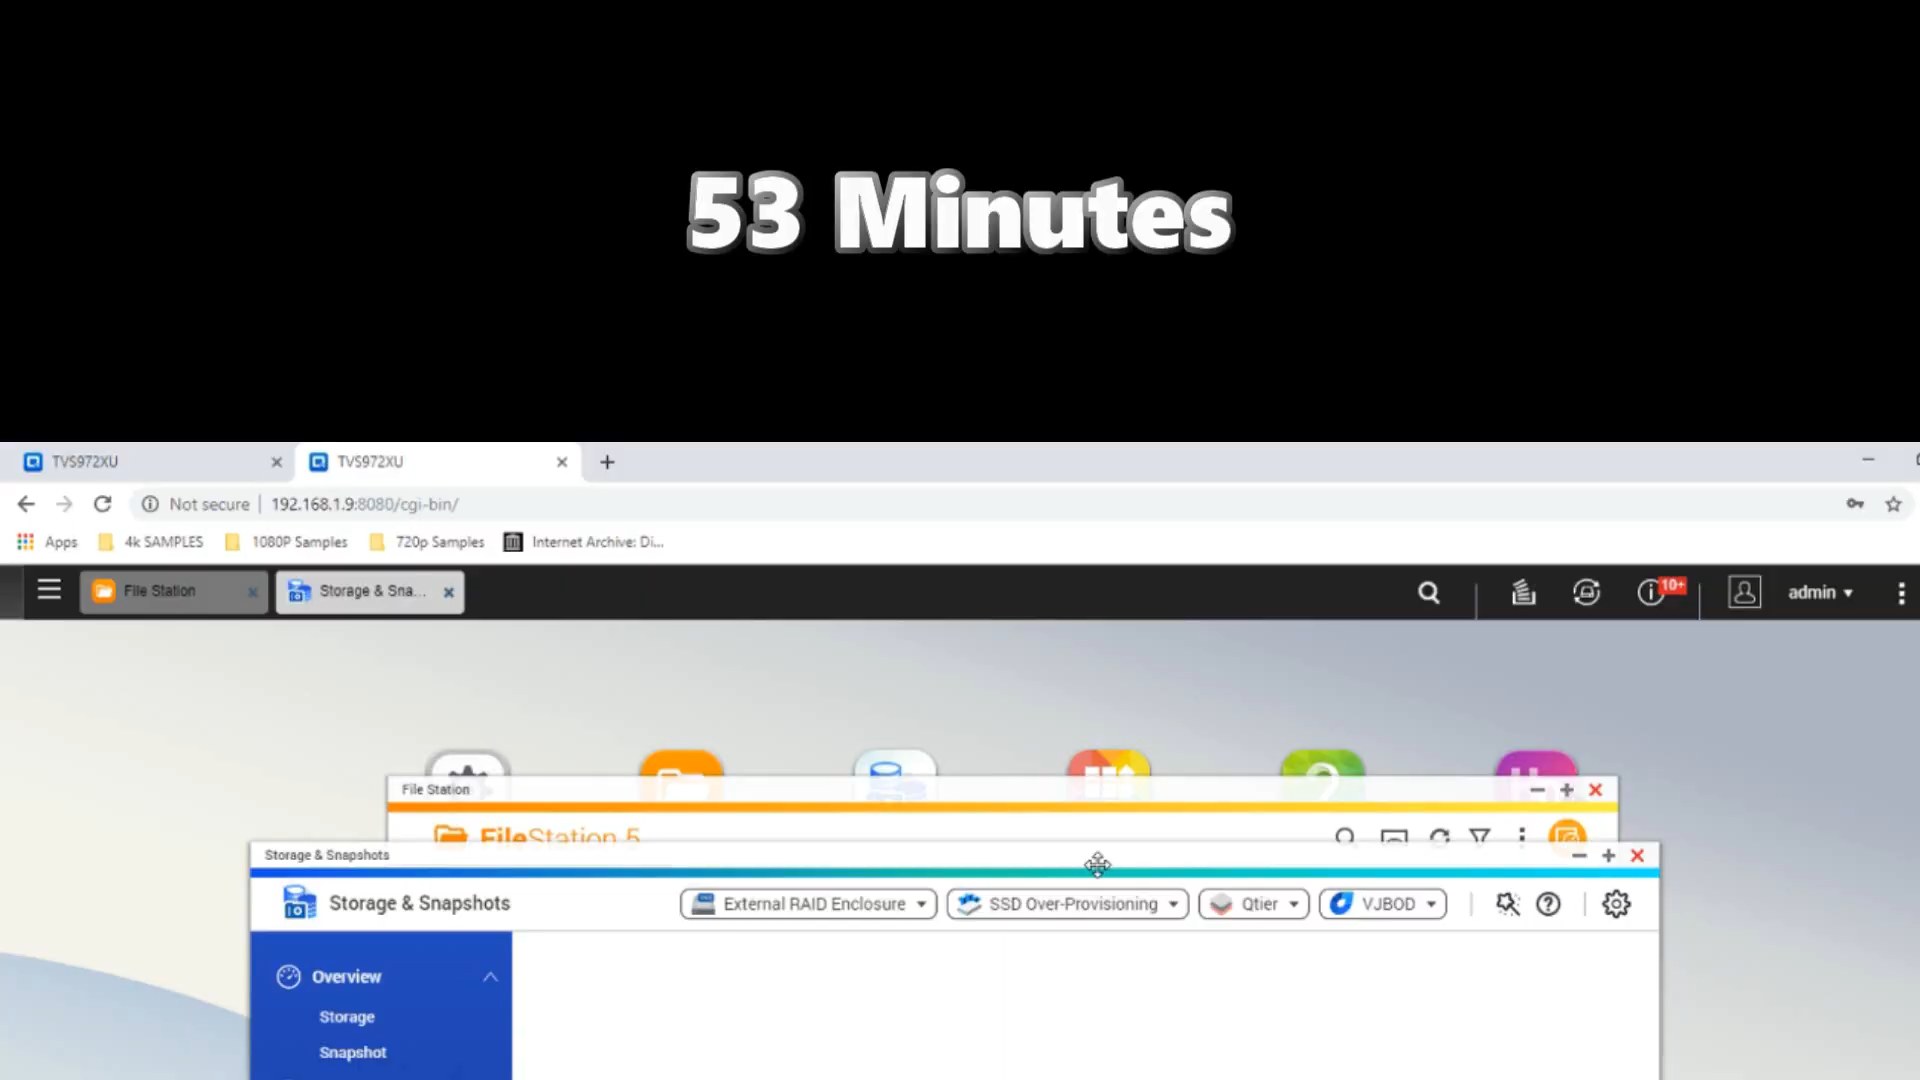 53 Minutes
TVS972XU
TVS972XU
Not secure | 192.168.1.9:8080/cgi-bin/
Apps 4k SAMPLES 1080P Samples 720p Samples Internet Archive: Di...
File Station Storage & Sna... 10+ admin
File Station
FileStation 5
Storage & Snapshots
Storage & Snapshots External RAID Enclosure SSD Over-Provisioning Qtier VJBOD
Overview
Storage
Snapshot